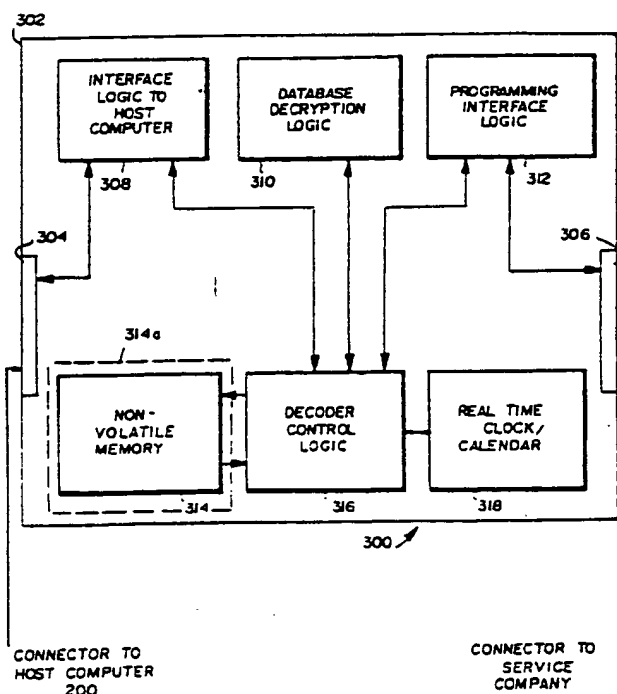 302
INTERFACE
LOGIC TO
HOST
COMPUTER
308
DATABASE
DECRYPTION
LOGIC
310
PROGRAMMING
INTERFACE
LOGIC
312
304
306
314a
NON-
VOLATILE
MEMORY
314
DECODER
CONTROL
LOGIC
316
REAL TIME
CLOCK/
CALENDAR
318
300
CONNECTOR TO
HOST COMPUTER
200
CONNECTOR TO
SERVICE
COMPANY